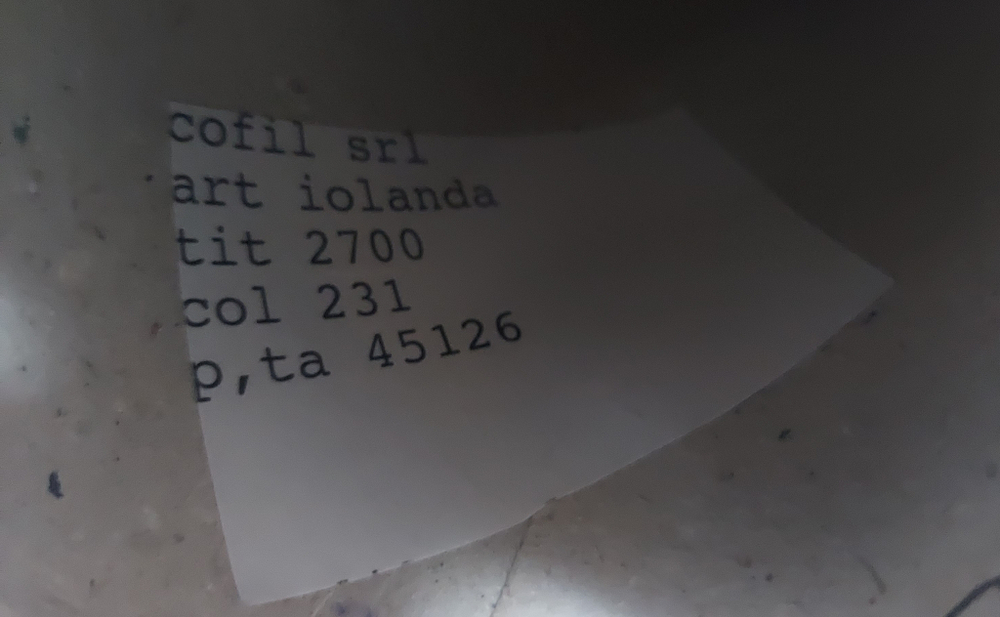 cofil srl
art iolanda
tit 2700
col 231
p,ta 45126